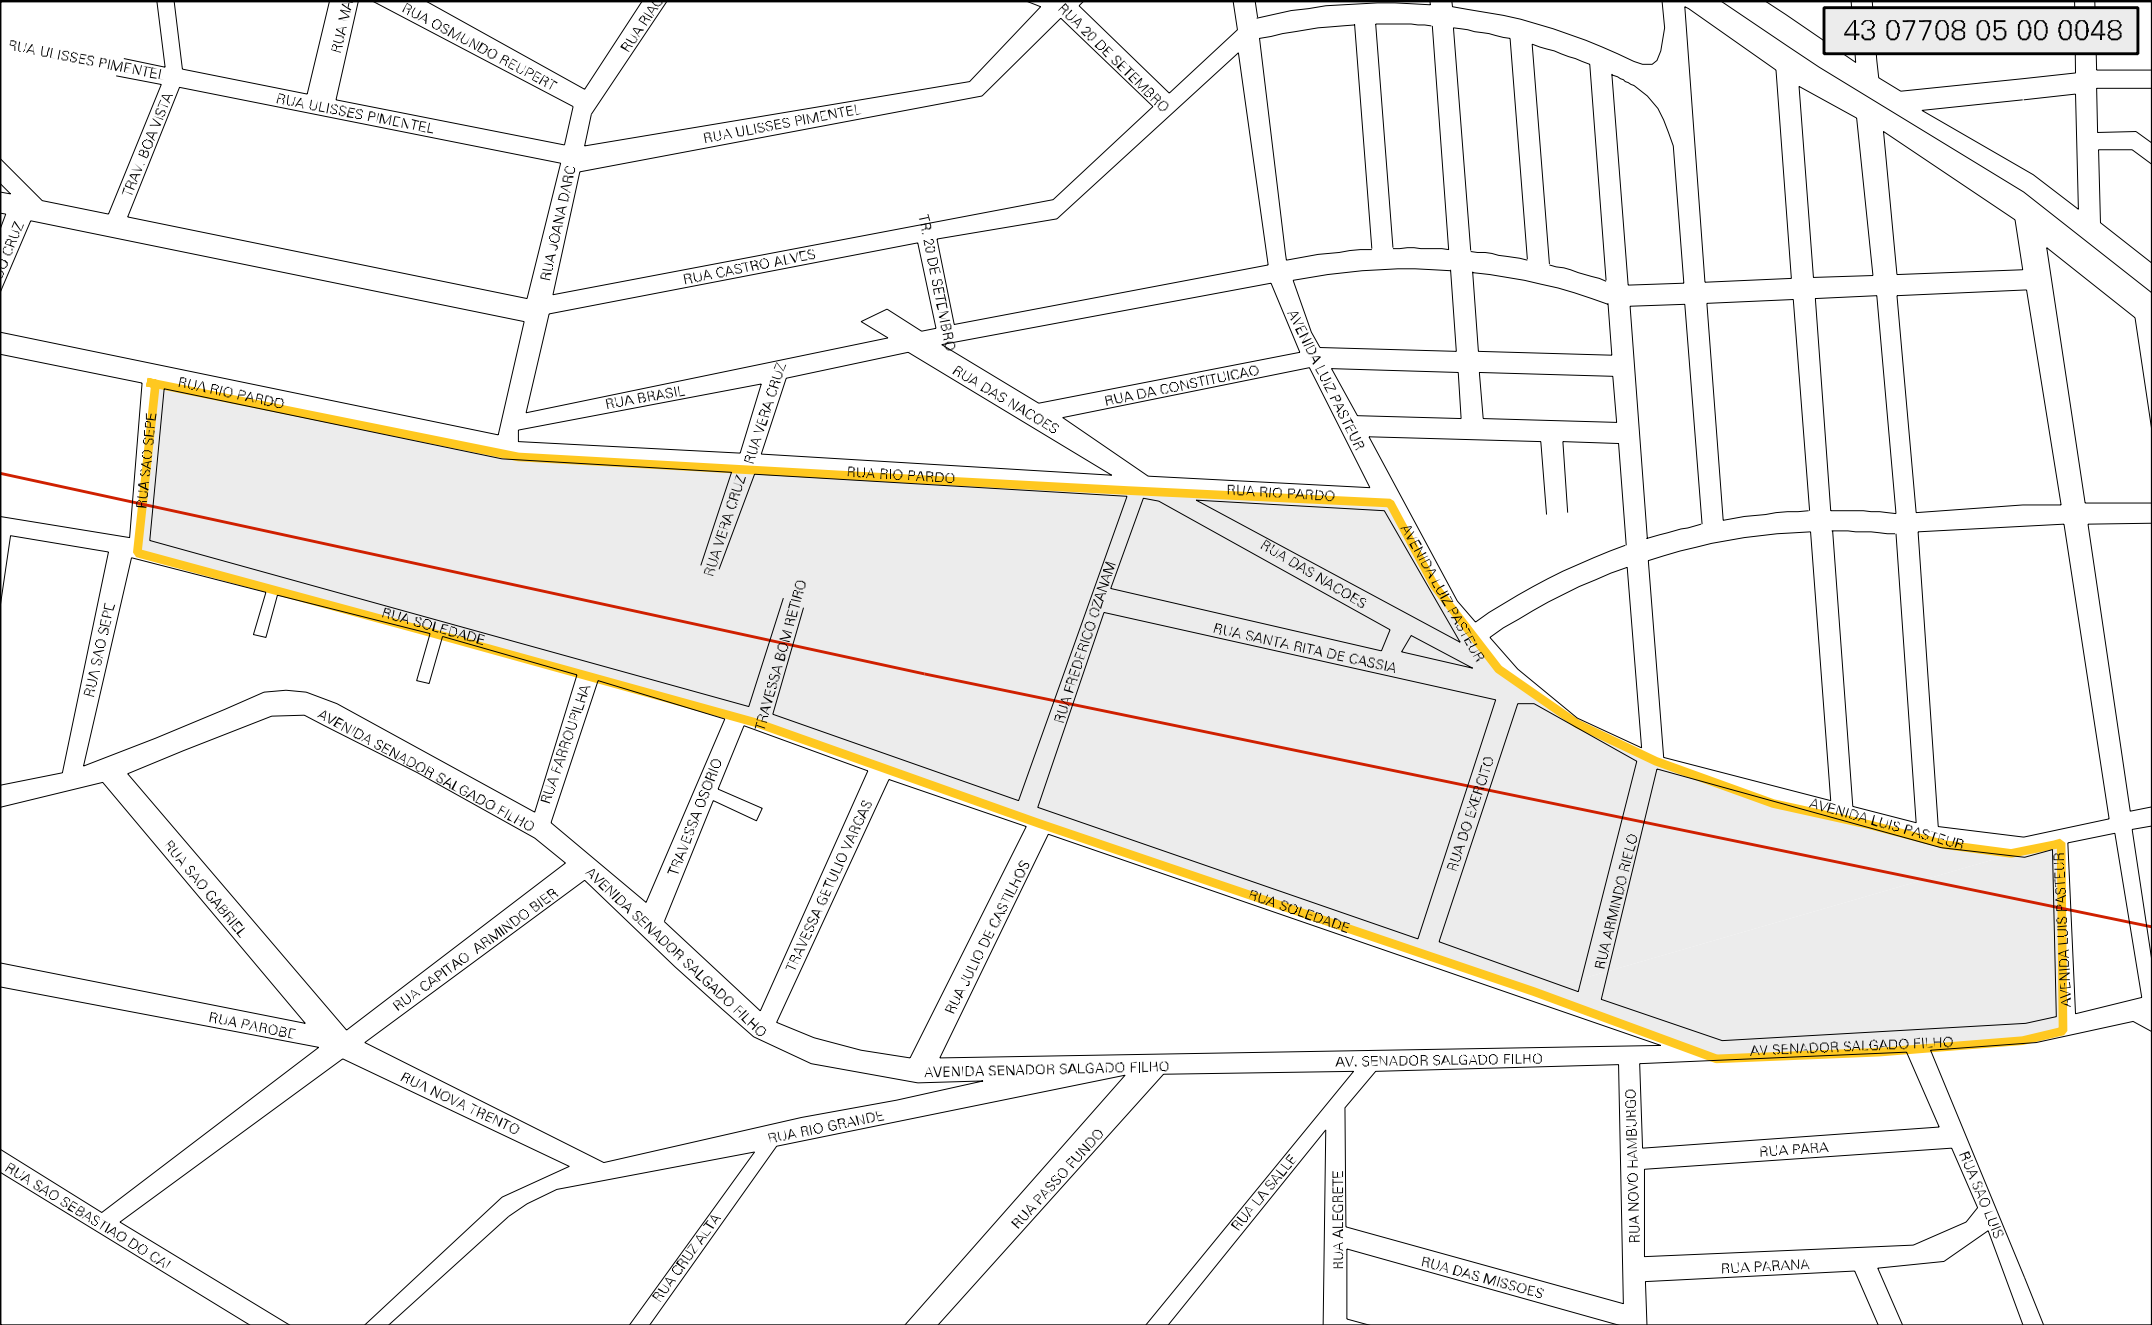 43 07708 05 00 0048
RUA OSMUNDO REUPERT
RUA 20 DE SETEMBRO
RUA ULISSES PIMENTEL
RUA ULISSES PIMENTEL
RUA ULISSES PIMENTEL
TRAV. BOA VISTA
RUA JOANA DARC
TR. 20 DE SETEMBRO
RUA CASTRO ALVES
AVENIDA LUIZ PASTEUR
RUA RIO PARDO
RUA BRASIL
RUA VERA CRUZ
RUA DAS NACOES
RUA DA CONSTITUICAO
RUA SAO SEPE
RUA RIO PARDO
RUA RIO PARDO
RUA VERA CRUZ
AVENIDA LUIZ PASTEUR
RUA DAS NACOES
RUA FREDERICO OZANAM
RUA SANTA RITA DE CASSIA
TRAVESSA BOM RETIRO
RUA SOLEDADE
RUA SAO SEPE
AVENIDA SENADOR SALGADO FILHO
RUA FARROUPILHA
TRAVESSA OSORIO
TRAVESSA GETULIO VARGAS
RUA DO EXERCITO
RUA ARMINDO RIELO
AVENIDA LUIS PASTEUR
AVENIDA LUIS PASTEUR
RUA SOLEDADE
RUA SAO GABRIEL
RUA CAPITAO ARMINDO BIER
AVENIDA SENADOR SALGADO FILHO
RUA JULIO DE CASTILHOS
RUA PAROBE
AV SENADOR SALGADO FILHO
AVENIDA SENADOR SALGADO FILHO
AV. SENADOR SALGADO FILHO
RUA NOVA TRENTO
RUA RIO GRANDE
RUA PASSO FUNDO
RUA LA SALLE
RUA ALEGRETE
RUA NOVO HAMBURGO
RUA PARA
RUA SAO LUIS
RUA SAO SEBASTIAO DO CAI
RUA CRUZ ALTA
RUA DAS MISSOES
RUA PARANA